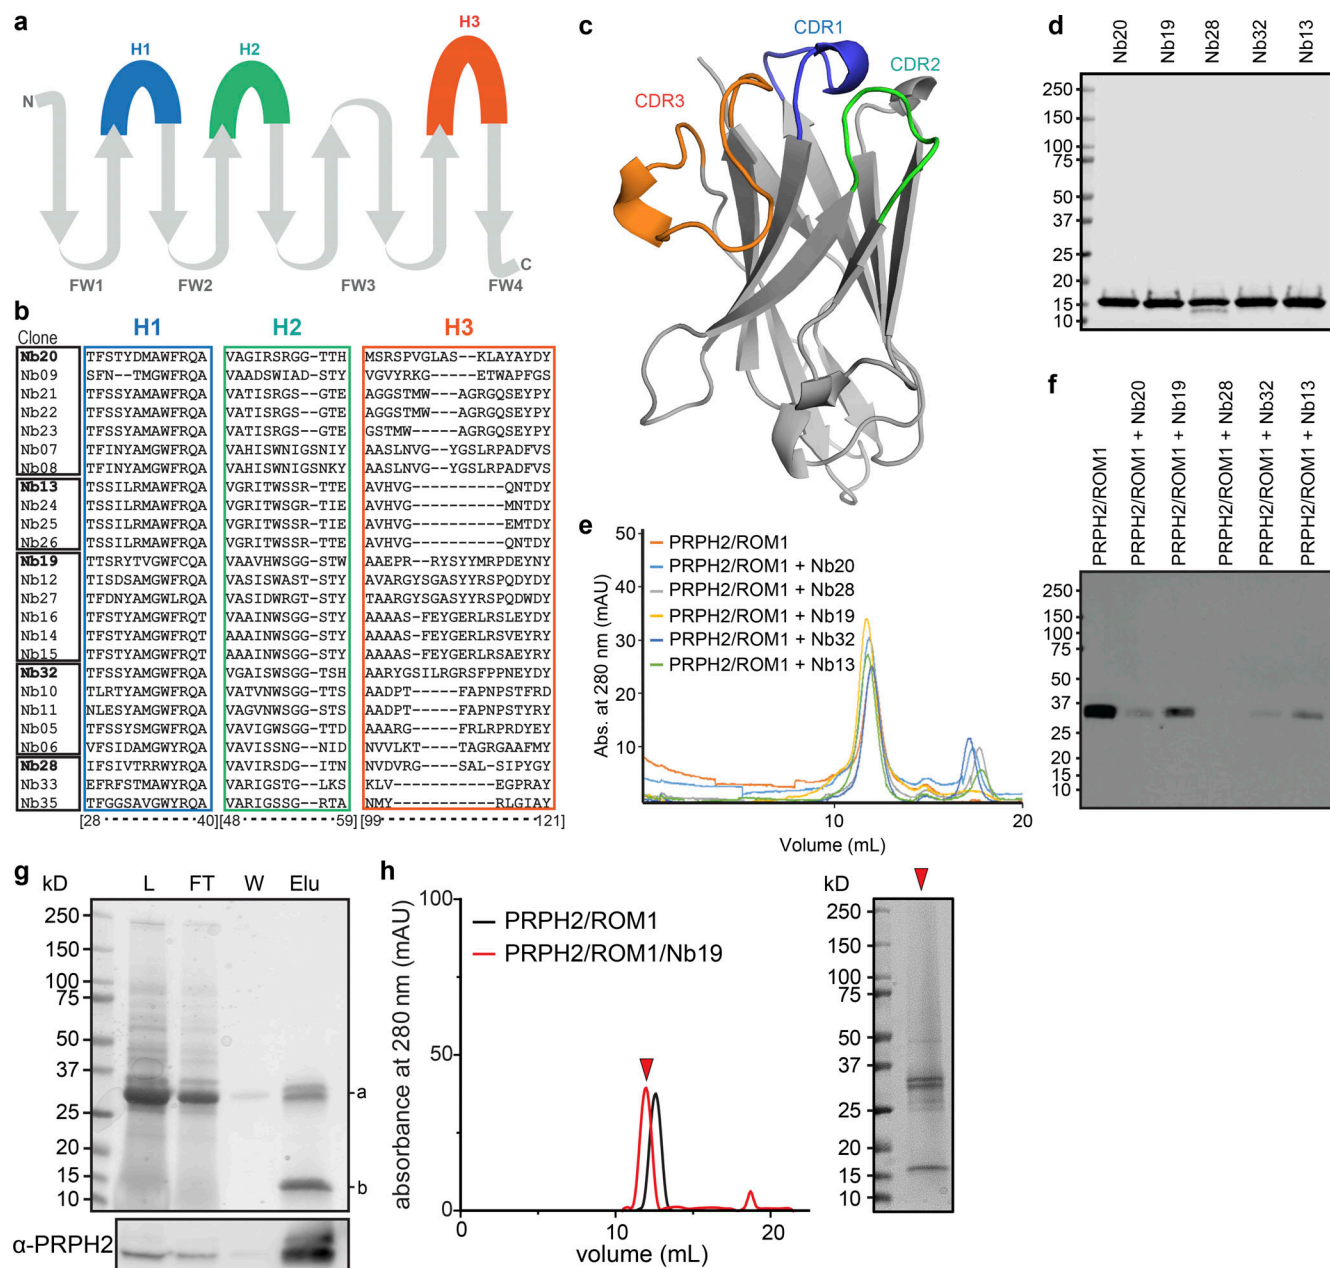 a
H1
H2
H3
N
C
FW1
FW2
FW3
FW4
b
Clone
H1
H2
H3
Nb20 TFSTYDMAWFRQA VAGIRSRGG-TTH MSRSPVGLAS--KLAYAYDY
Nb09 SFN--TMGWFRQA VAADSWIAD-STY VGVYRKG-----ETWAPFGS
Nb21 TFSSYAMGWFRQA VATISRGS--GTE AGGSTMW---AGRGQSEYPY
Nb22 TFSSYAMGWFRQA VATISRGS--GTE AGGSTMW---AGRGQSEYPY
Nb23 TFSSYAMGWFRQA VATISRGS--GTE GSTMW-----AGRGQSEYPY
Nb07 TFINYAMGWFRQA VAHISWNIGSNIY AASLNVG--YGSLRPADFVS
Nb08 TFINYAMGWFRQA VAHISWNIGSNKY AASLNVG--YGSLRPADFVS
Nb13 TSSILRMAWFRQA VGRITWSSR-TIE AVHVG----------QNTDY
Nb24 TSSILRMAWFRQA VGRITWSSR-TIE AVHVG----------MNTDY
Nb25 TSSILRMAWFRQA VGRITWSSR-TIE AVHVG----------EMTDY
Nb26 TSSILRMAWFRQA VGRITWSSR-TIE AVHVG----------QNTDY
Nb19 TTSRYTVGWFCQA VAAVHWSGG-STW AAEPR--RYSYYMRPDEYNY
Nb12 TISDSAMGWFRQA VASISWAST-STY AVARGYSGASYYRSPQNYDY
Nb27 TFDNYAMGWLRQA VASIDWRGT-STY TAARGYSGASYYRSPQDWDY
Nb16 TFSSYAMGWFRQT VAAINWSGG-STY AAAAS-FEYGERLRSLEYDY
Nb14 TFSSYAMGWFRQT AAAINWSGG-STY AAAAS-FEYGERLRSVEYRY
Nb15 TFSSYAMGWFRQT VAAINWSGG-STY AAAAS-FEYGERLRSAEYRY
Nb32 TFSSYAMGWFRQA VGAISWSGG-TSH AARYGSILRGRSFPPNEYDY
Nb10 TLRTYAMGWFRQA VATVNWSGG-TTS AADPT-----FAPNPSTFRD
Nb11 NLESYAMGWFRQA VAGVNWSGG-STS AADPT-----FAPNPSTYRY
Nb05 TFSSYSMGWFRQA VAVIGWSGG-STD AAARG-----FRLRPRDYEY
Nb06 VFSIDAMGWYRQA VAVISSNG--NID NVVLKT----TAGRGAAFMY
Nb28 IFSIVTRRWYRQA VAVIRSDG--ITN NVDVRG----SAL-SIPYGY
Nb33 EFRFSTMAWYRQA VARIGSTG-LKS KLV------------EGPRAY
Nb35 TFGGSAVGWYRQA VARIGSSG--RTA NMY------------RLGIAY
[28 40] [48 59] [99 121]
c
CDR1
CDR2
CDR3
d
Nb20 Nb19 Nb28 Nb32 Nb13
250
150
100
75
50
37
25
20
15
10
e
50
40
30
20
10
Abs. at 280 nm (mAU)
PRPH2/ROM1
PRPH2/ROM1 + Nb20
PRPH2/ROM1 + Nb28
PRPH2/ROM1 + Nb19
PRPH2/ROM1 + Nb32
PRPH2/ROM1 + Nb13
10 20
Volume (mL)
f
PRPH2/ROM1
PRPH2/ROM1 + Nb20
PRPH2/ROM1 + Nb19
PRPH2/ROM1 + Nb28
PRPH2/ROM1 + Nb32
PRPH2/ROM1 + Nb13
250
150
100
50
37
25
20
15
10
g
kD L FT W Elu
250
150
100
75
50
37
25
20
15
10
a
b
α-PRPH2
h
100
50
0
absorbance at 280 nm (mAU)
PRPH2/ROM1
PRPH2/ROM1/Nb19
0 10 20
volume (mL)
kD
250
150
100
75
50
37
25
20
15
10